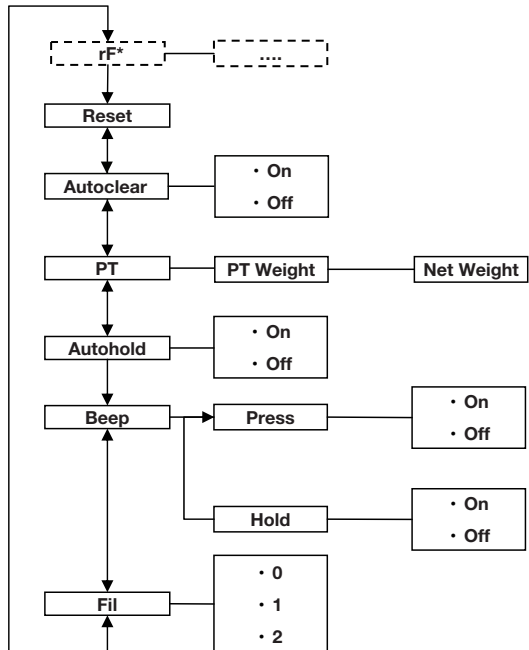 rF* ....
Reset
Autoclear
· On
· Off
PT PT Weight Net Weight
Autohold
· On
· Off
Beep Press
· On
· Off
Hold
· On
· Off
Fil
· 0
· 1
· 2